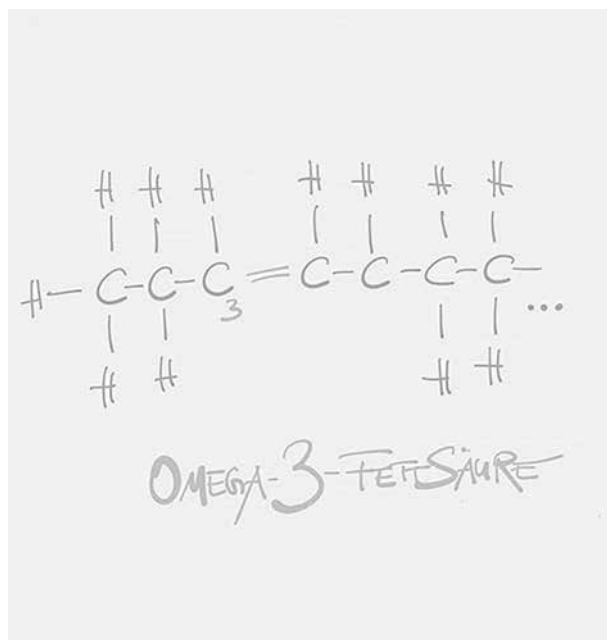 H H H H H H H
H-C-C-C=C-C-C-C-
3 ...
H H H H
OMEGA-3-FETTSÄURE